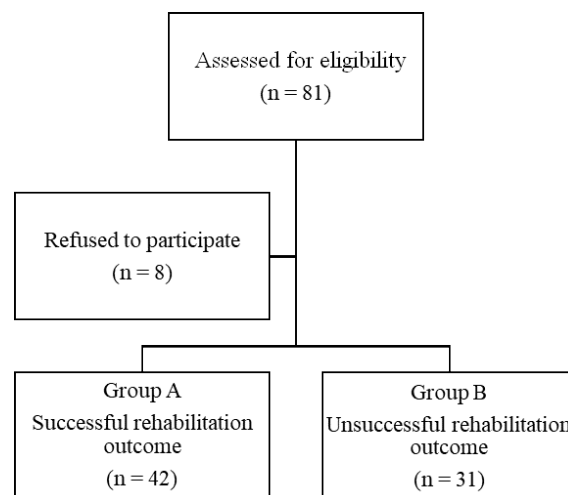 Assessed for eligibility
(n = 81)
Refused to participate
(n = 8)
Group A
Successful rehabilitation
outcome
(n = 42)
Group B
Unsuccessful rehabilitation
outcome
(n = 31)